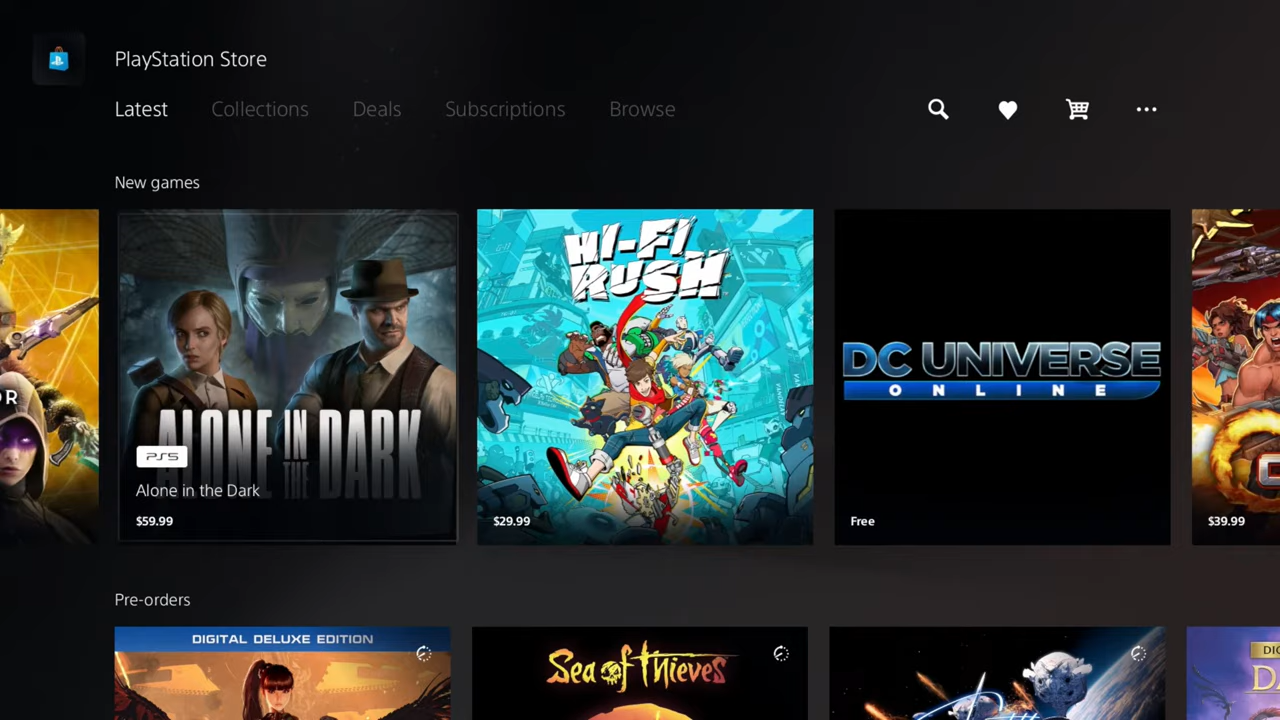 PlayStation Store
Latest Collections Deals Subscriptions Browse
New games
HI-FI
RUSH
DC UNIVERSE
ONLINE
ALONE IN THE DARK
PS5
Alone in the Dark
$59.99
$29.99
Free
$39.99
Pre-orders
DIGITAL DELUXE EDITION
Sea of Thieves